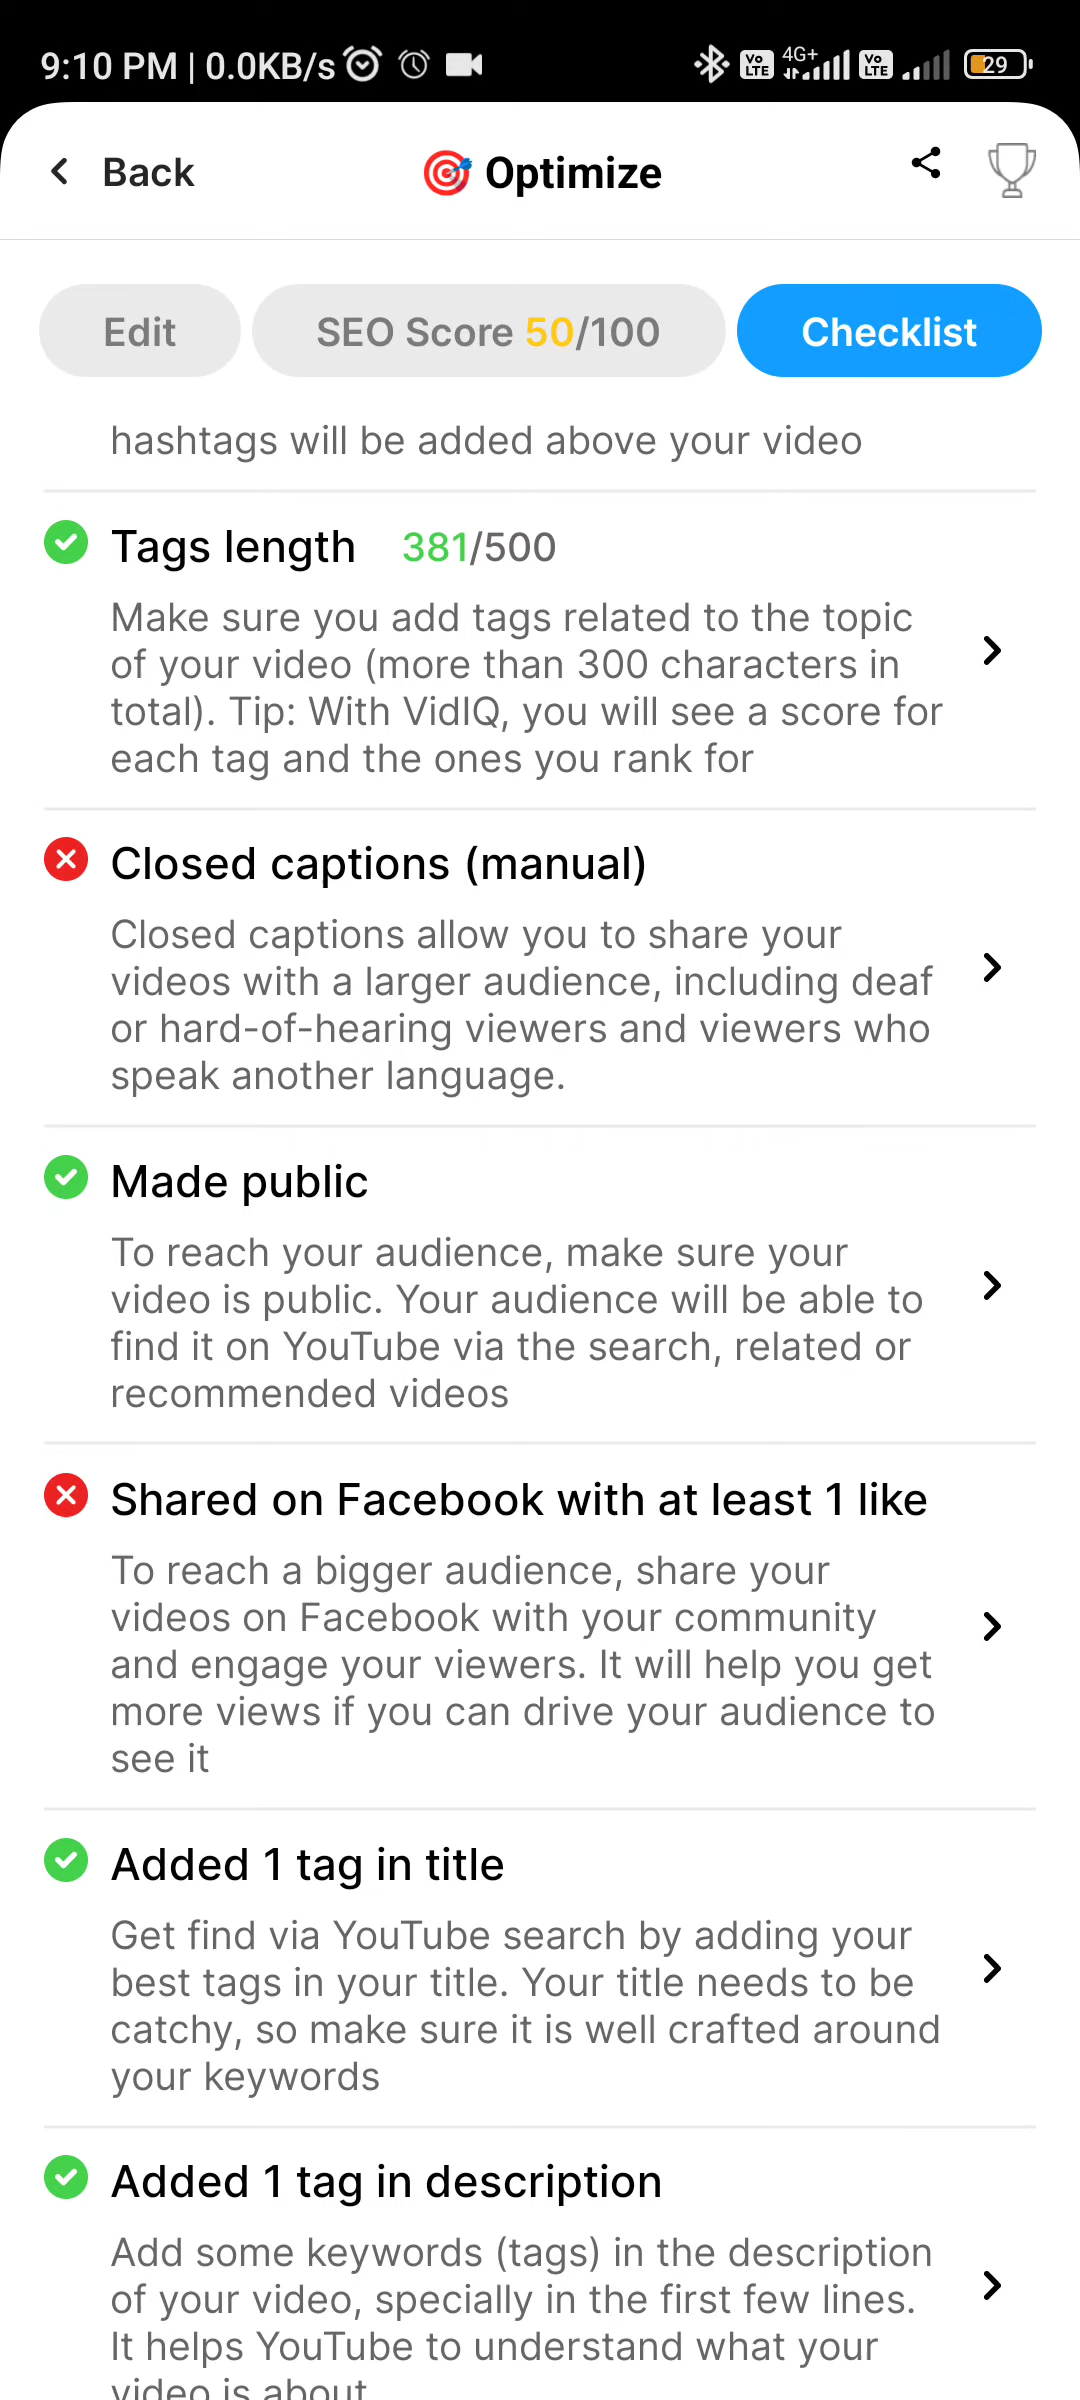 9:10 PM | 0.0KB/s
Vo LTE 4G+ Vo LTE 29
Back
Optimize
Edit
SEO Score 50/100
Checklist
hashtags will be added above your video
Tags length 381/500
Make sure you add tags related to the topic
of your video (more than 300 characters in
total). Tip: With VidIQ, you will see a score for
each tag and the ones you rank for
Closed captions (manual)
Closed captions allow you to share your
videos with a larger audience, including deaf
or hard-of-hearing viewers and viewers who
speak another language.
Made public
To reach your audience, make sure your
video is public. Your audience will be able to
find it on YouTube via the search, related or
recommended videos
Shared on Facebook with at least 1 like
To reach a bigger audience, share your
videos on Facebook with your community
and engage your viewers. It will help you get
more views if you can drive your audience to
see it
Added 1 tag in title
Get find via YouTube search by adding your
best tags in your title. Your title needs to be
catchy, so make sure it is well crafted around
your keywords
Added 1 tag in description
Add some keywords (tags) in the description
of your video, specially in the first few lines.
It helps YouTube to understand what your
video is about